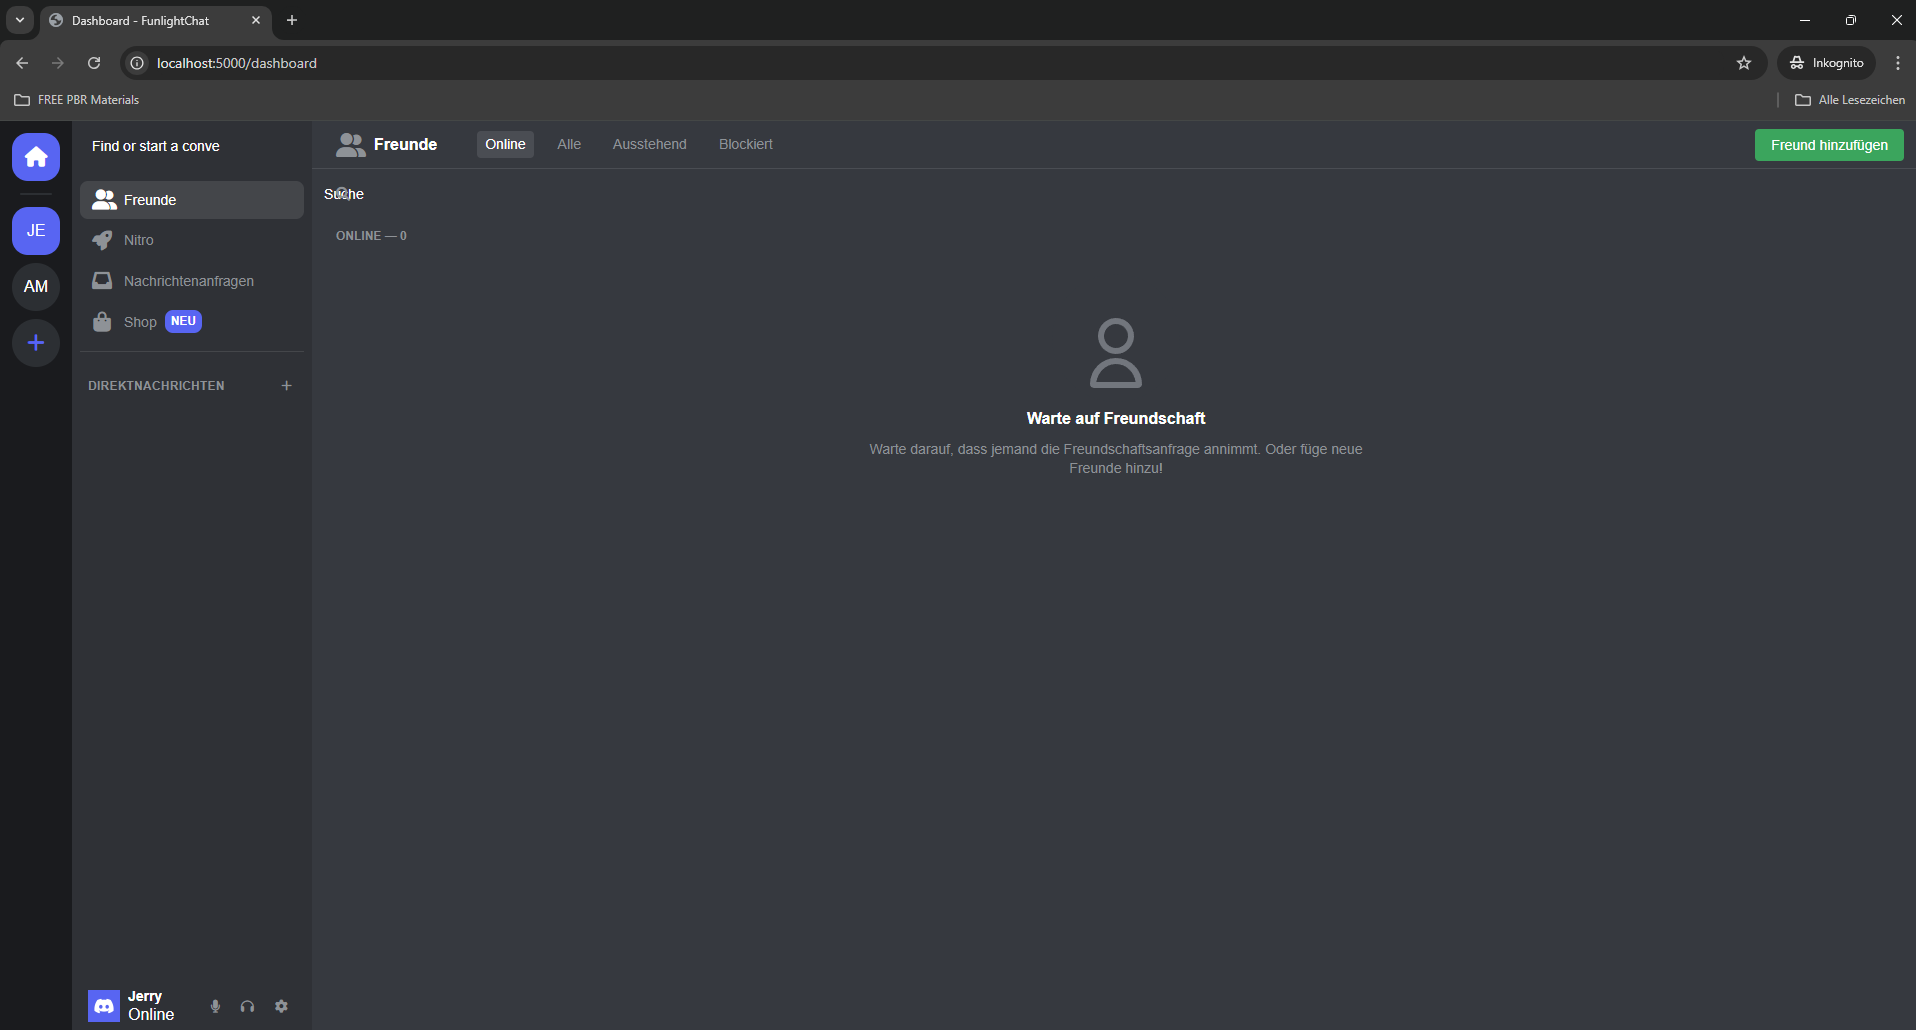 Dashboard - FunlightChat
localhost:5000/dashboard
Inkognito
FREE PBR Materials
Alle Lesezeichen
Find or start a conve
Freunde
Online
Alle
Ausstehend
Blockiert
Freund hinzufügen
JE
AM
Freunde
Nitro
Nachrichtenanfragen
Shop NEU
DIREKTNACHRICHTEN
Suche
ONLINE — 0
Warte auf Freundschaft
Warte darauf, dass jemand die Freundschaftsanfrage annimmt. Oder füge neue
Freunde hinzu!
Jerry
Online